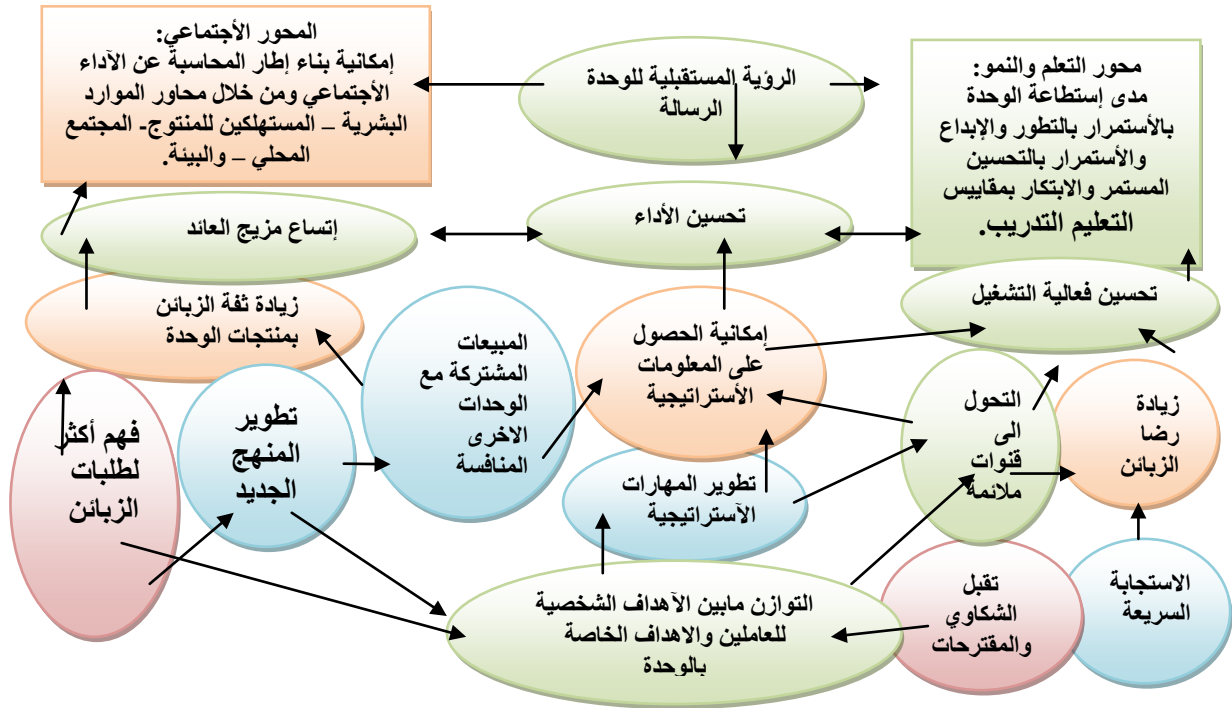 المحور الأجتماعي:
إمكانية بناء إطار المحاسبة عن الآداء
الأجتماعي ومن خلال محاور الموارد
البشرية – المستهلكين للمنتوج- المجتمع
المحلي – والبيئة.
الرؤية المستقبلية للوحدة
الرسالة
محور التعلم والنمو:
مدى إستطاعة الوحدة
بالأستمرار بالتطور والإبداع
والأستمرار بالتحسين
المستمر والابتكار بمقاييس
التعليم التدريب.
إتساع مزيج العائد
تحسين الأداء
تحسين فعالية التشغيل
زيادة ثفة الزبائن
بمنتجات الوحدة
المبيعات
المشتركة مع
الوحدات
الاخرى
المنافسة
إمكانية الحصول
على المعلومات
الأستراتيجية
التحول
الى
قنوات
ملائمة
زيادة
رضا
الزبائن
فهم أكثر
لطلبات
الزبائن
تطوير
المنهج
الجديد
تطوير المهارات
الآستراتيجية
التوازن مابين الآهداف الشخصية
للعاملين والاهداف الخاصة
بالوحدة
تقبل
الشكاوي
والمقترحات
الاستجابة
السريعة